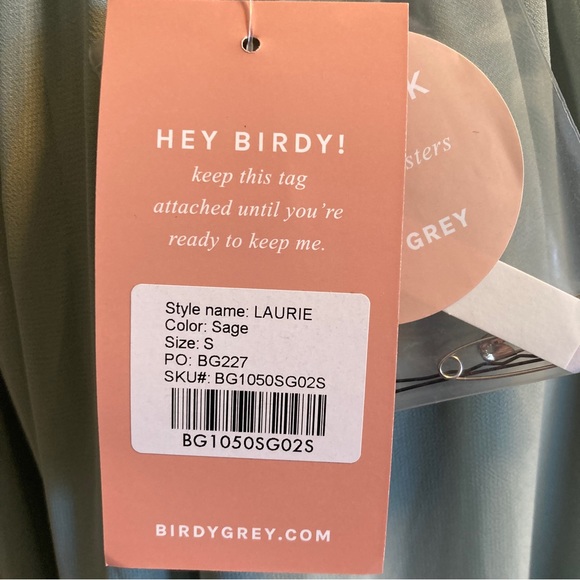 HEY BIRDY!
keep this tag
attached until you're
ready to keep me.
Style name: LAURIE
Color: Sage
Size: S
PO: BG227
SKU#: BG1050SG02S
BG1050SG02S
BIRDYGREY.COM
GREY